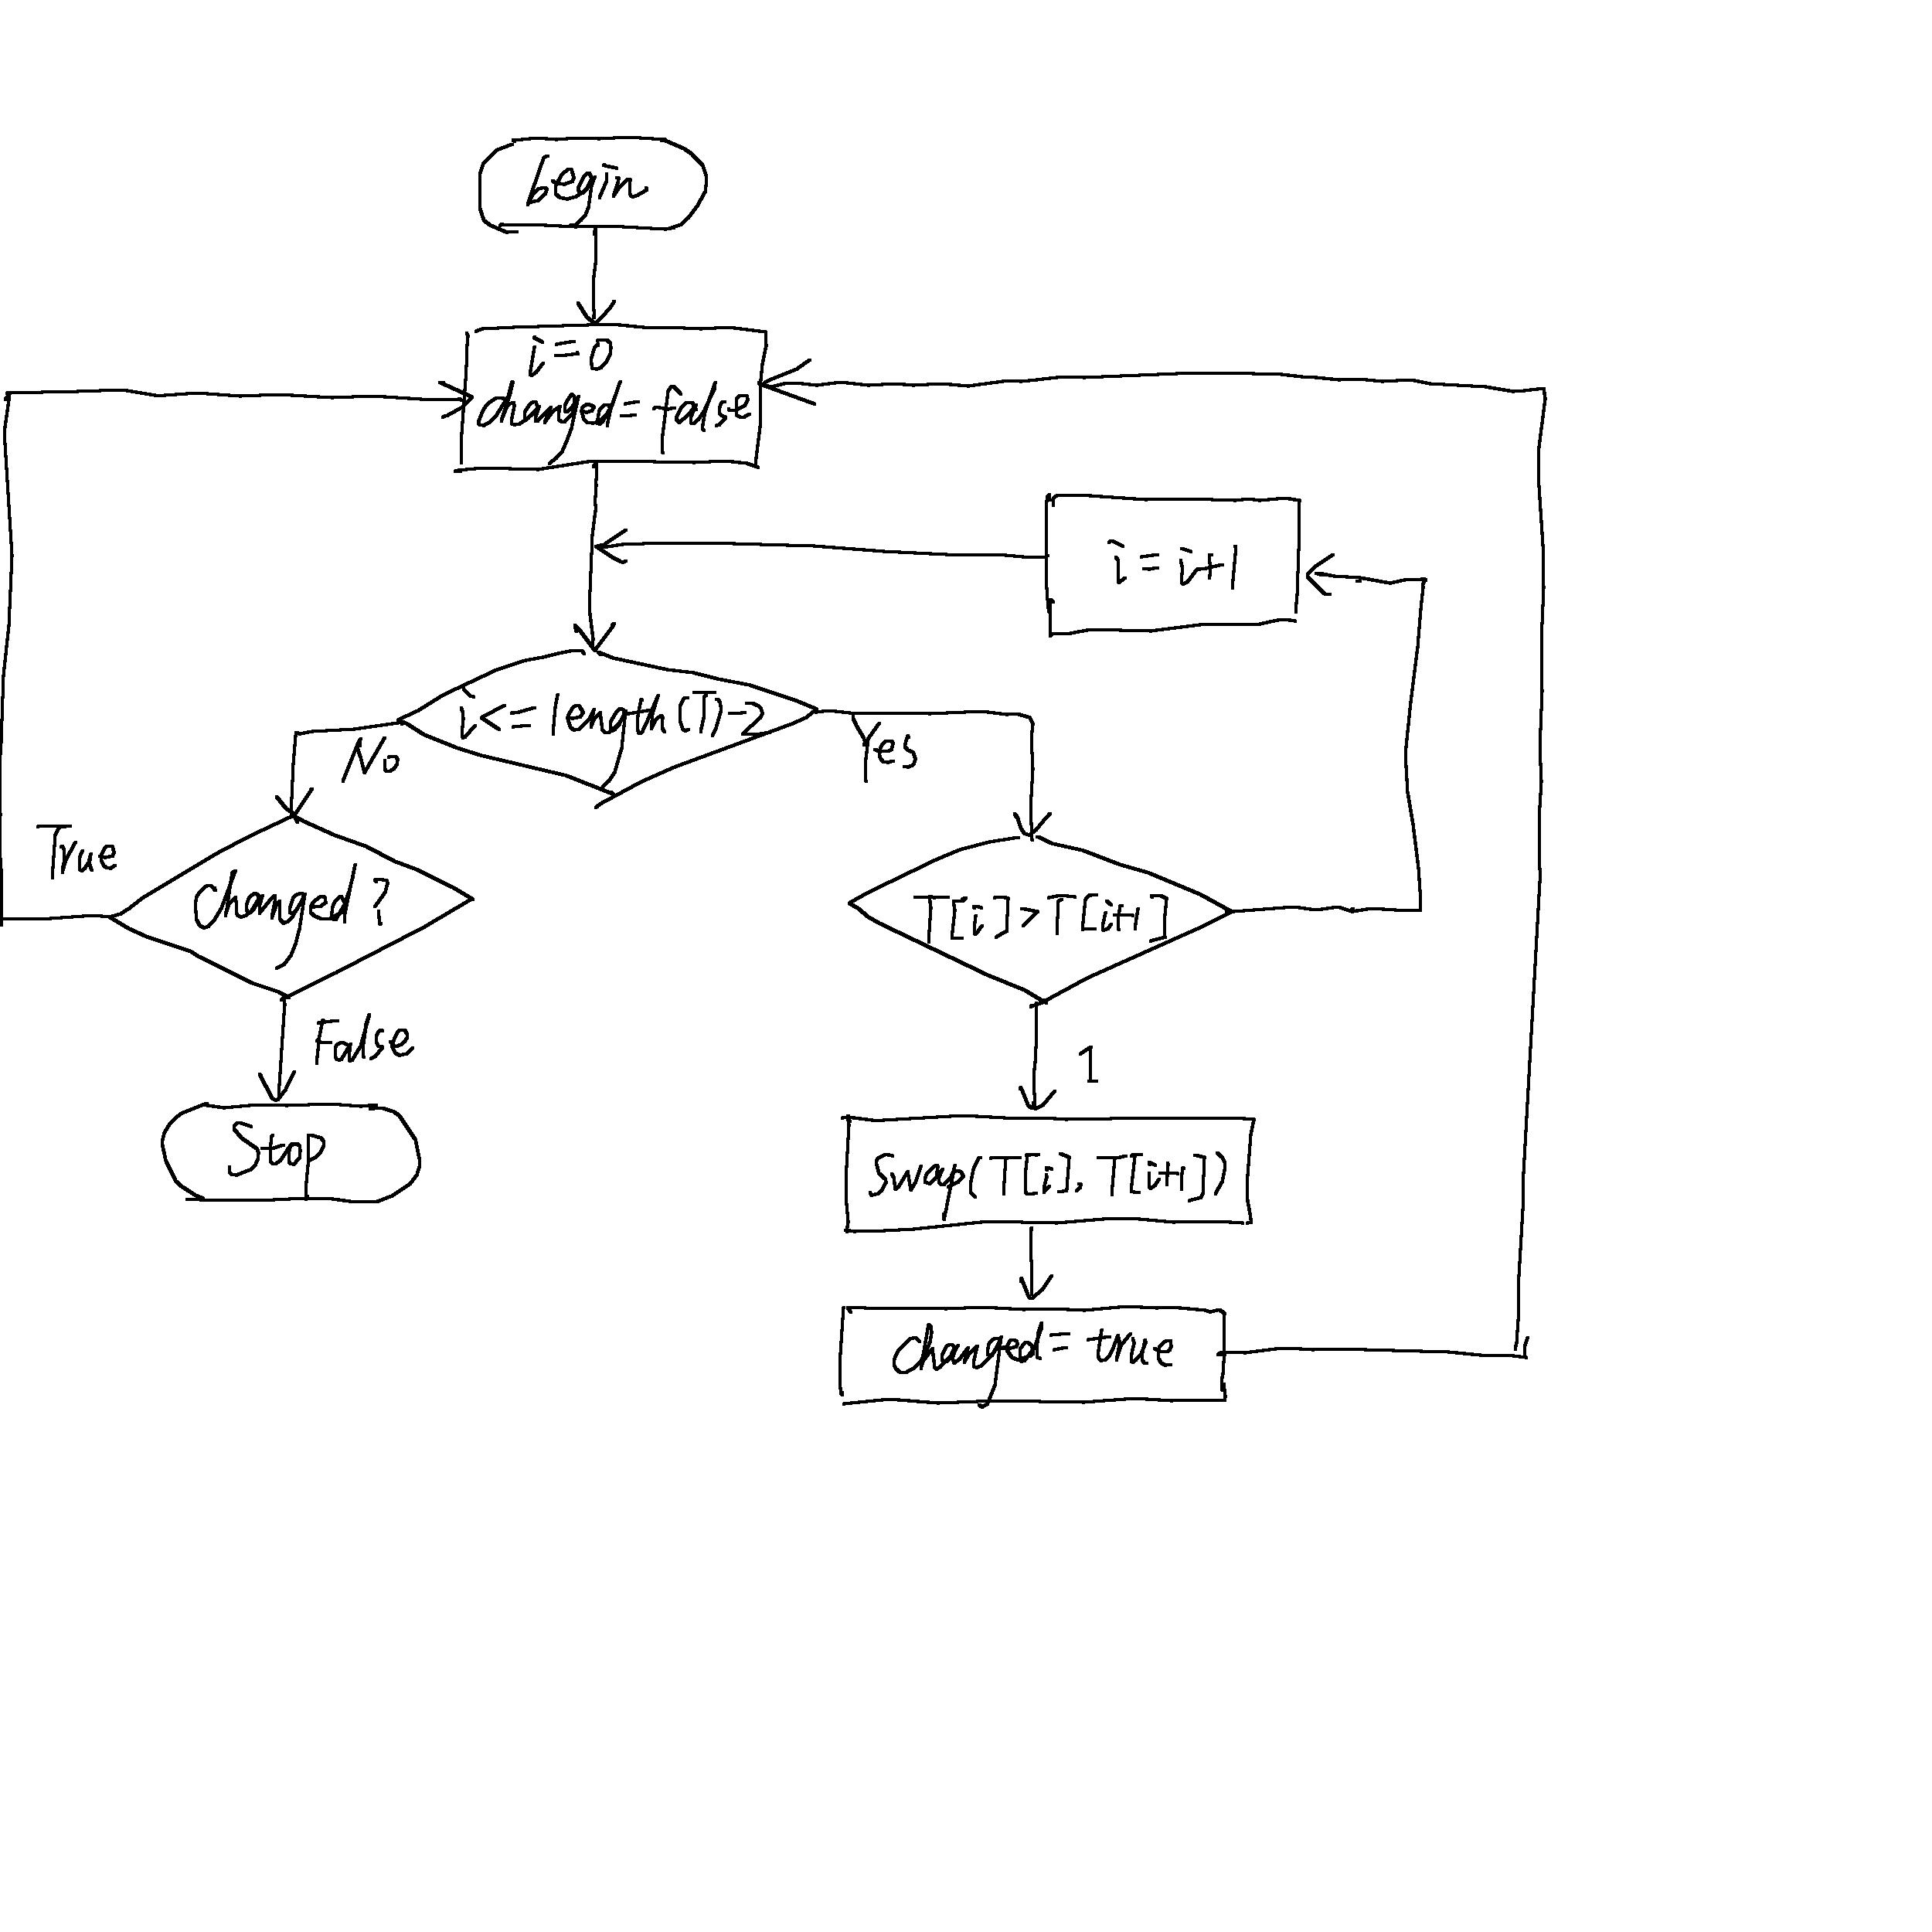 begin
i=0
changed=false
i=i+1
i<=length(T)-2
No
Yes
True
changed?
T[i]>T[i+1]
False
1
Stop
Swap(T[i],T[i+1])
changed=true